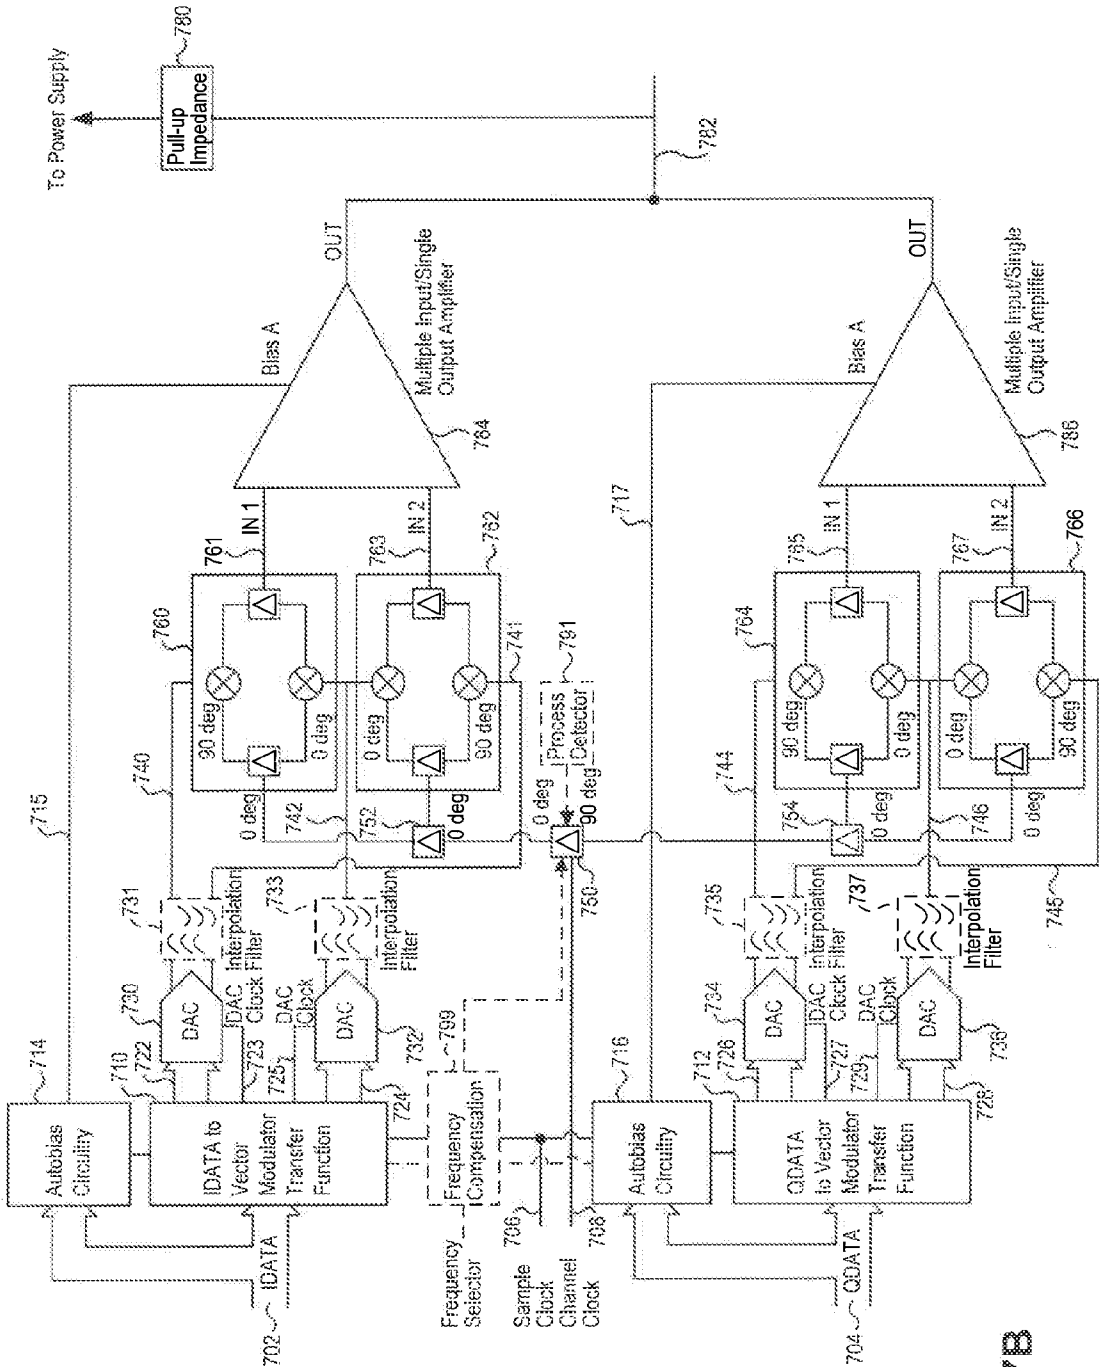 702
IDATA
714
Autobias
Circuitry
715
710
IDATA to
Vector
Modulator
Transfer
Function
722
723
725
724
730
DAC
DAC
Clock
731
Interpolation
Filter
DAC
Clock
DAC
732
733
Interpolation
Filter
740
742
741
760
90 deg
0 deg
0 deg
752
0 deg
0 deg
90 deg
762
761
IN 1
763
IN 2
Bias A
Multiple Input/Single
Output Amplifier
784
OUT
To Power Supply
Pull-up
Impedance
780
782
Frequency
Selector
Frequency
Compensation
799
706
Sample
Clock
708
Channel
Clock
750
0 deg
90 deg
Process
Detector
791
704
QDATA
716
Autobias
Circuitry
717
712
QDATA
to Vector
Modulator
Transfer
Function
726
727
729
728
734
DAC
DAC
Clock
735
Interpolation
Filter
DAC
Clock
DAC
736
737
Interpolation
Filter
744
746
745
764
90 deg
0 deg
754
0 deg
0 deg
0 deg
90 deg
766
765
IN 1
767
IN 2
Bias A
Multiple Input/Single
Output Amplifier
786
OUT
7B